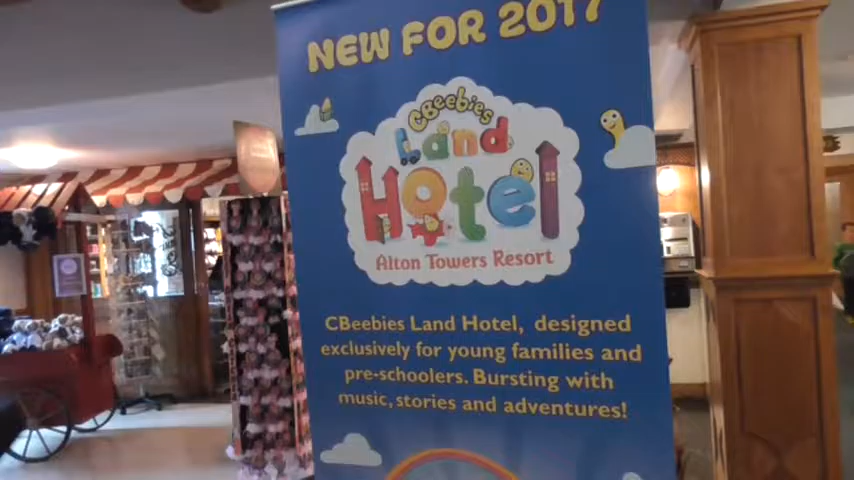 NEW FOR 2017
CBeebies
Land
Hotel
Alton Towers Resort
CBeebies Land Hotel, designed
exclusively for young families and
pre-schoolers. Bursting with
music, stories and adventures!